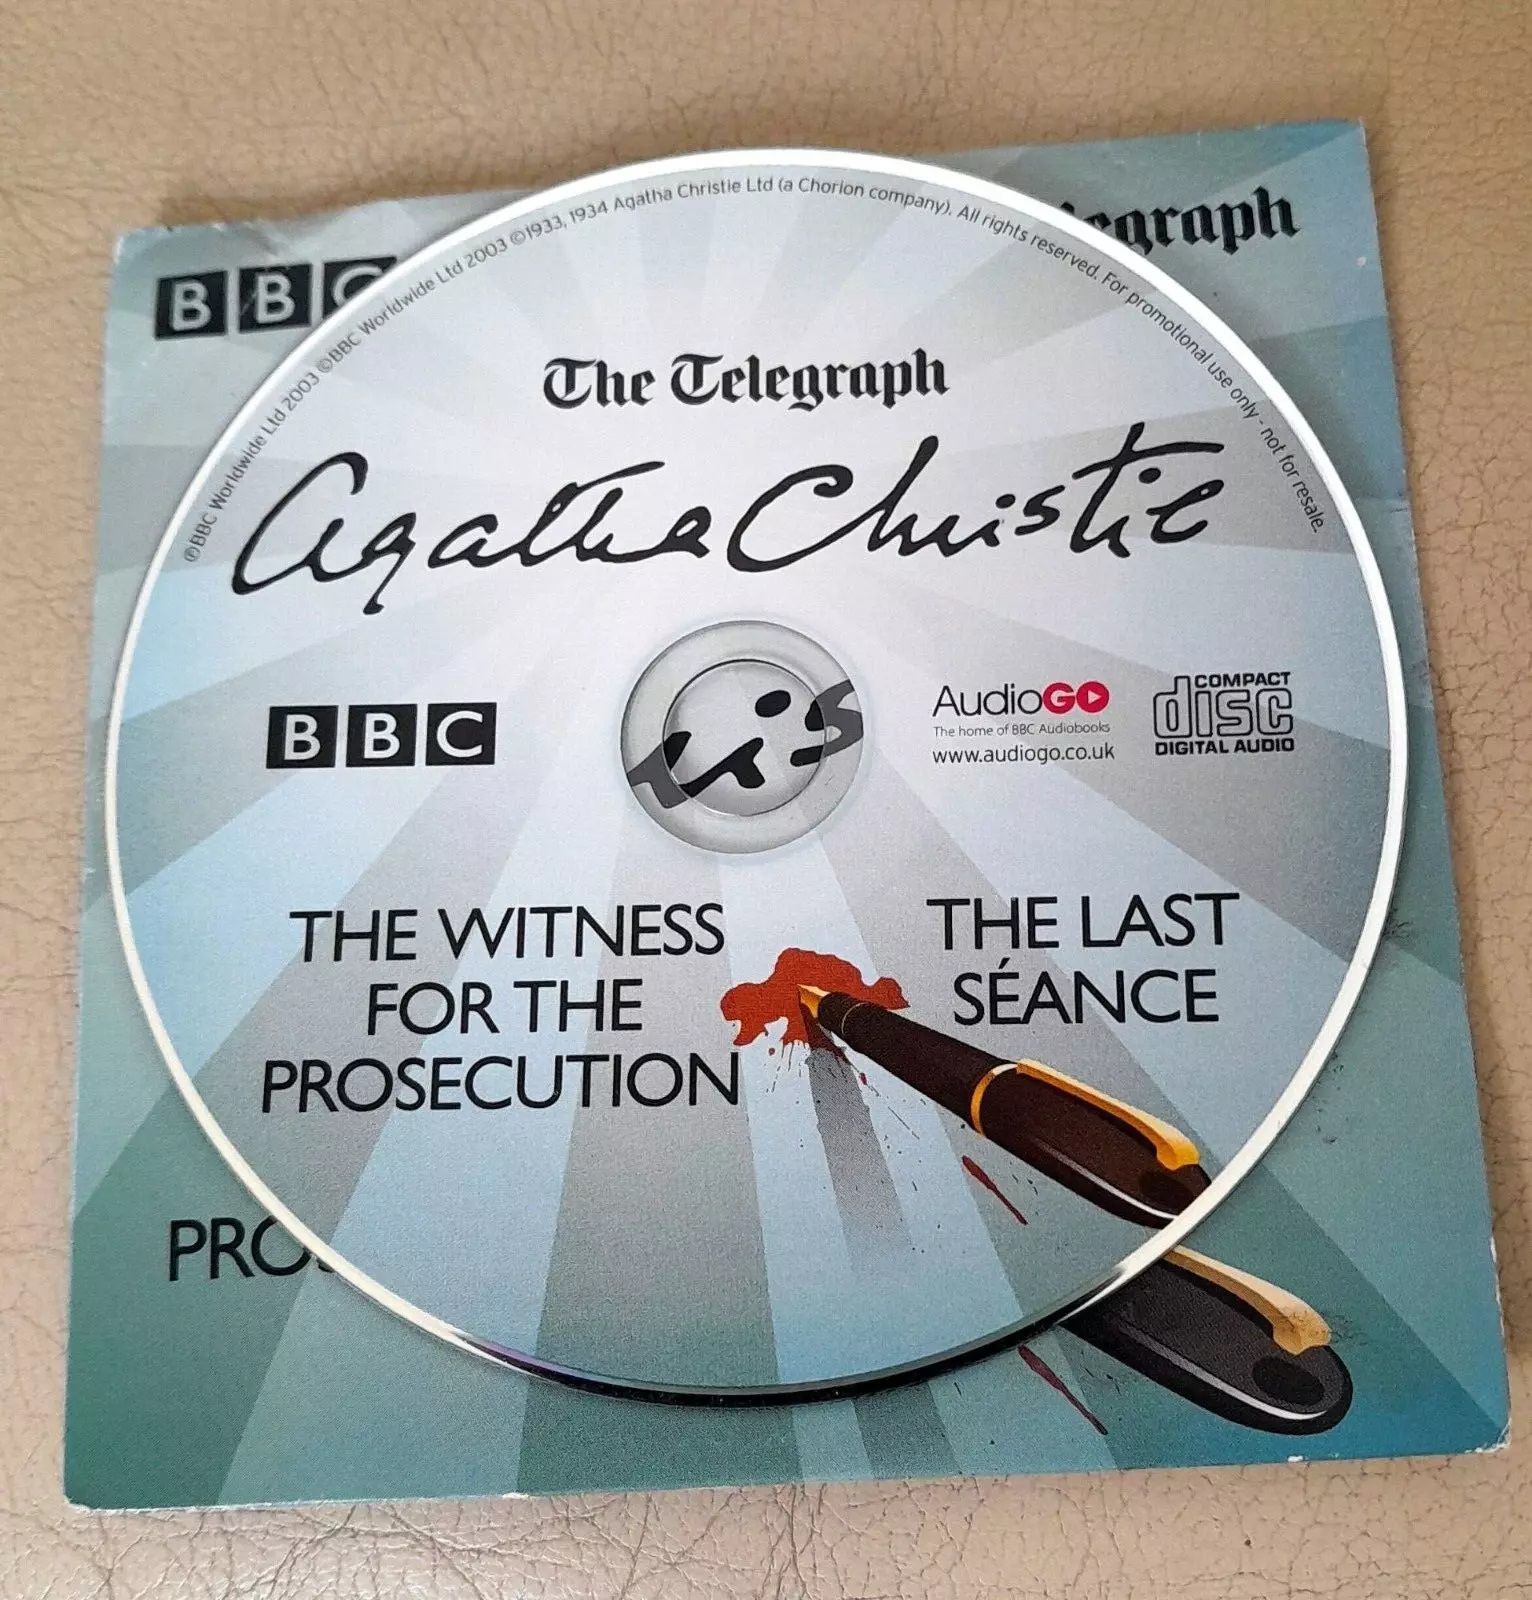 ℗BBC Worldwide Ltd 2003 ©BBC Worldwide Ltd 2003 ©1933, 1934 Agatha Christie Ltd (a Chorion company). All rights reserved. For promotional use only - not for resale.
BBC
egraph
The Telegraph
Agatha Christie
BBC
is
AudioGO
The home of BBC Audiobooks
www.audiogo.co.uk
COMPACT
disc
DIGITAL AUDIO
THE WITNESS
FOR THE
PROSECUTION
THE LAST
SÉANCE
PRO